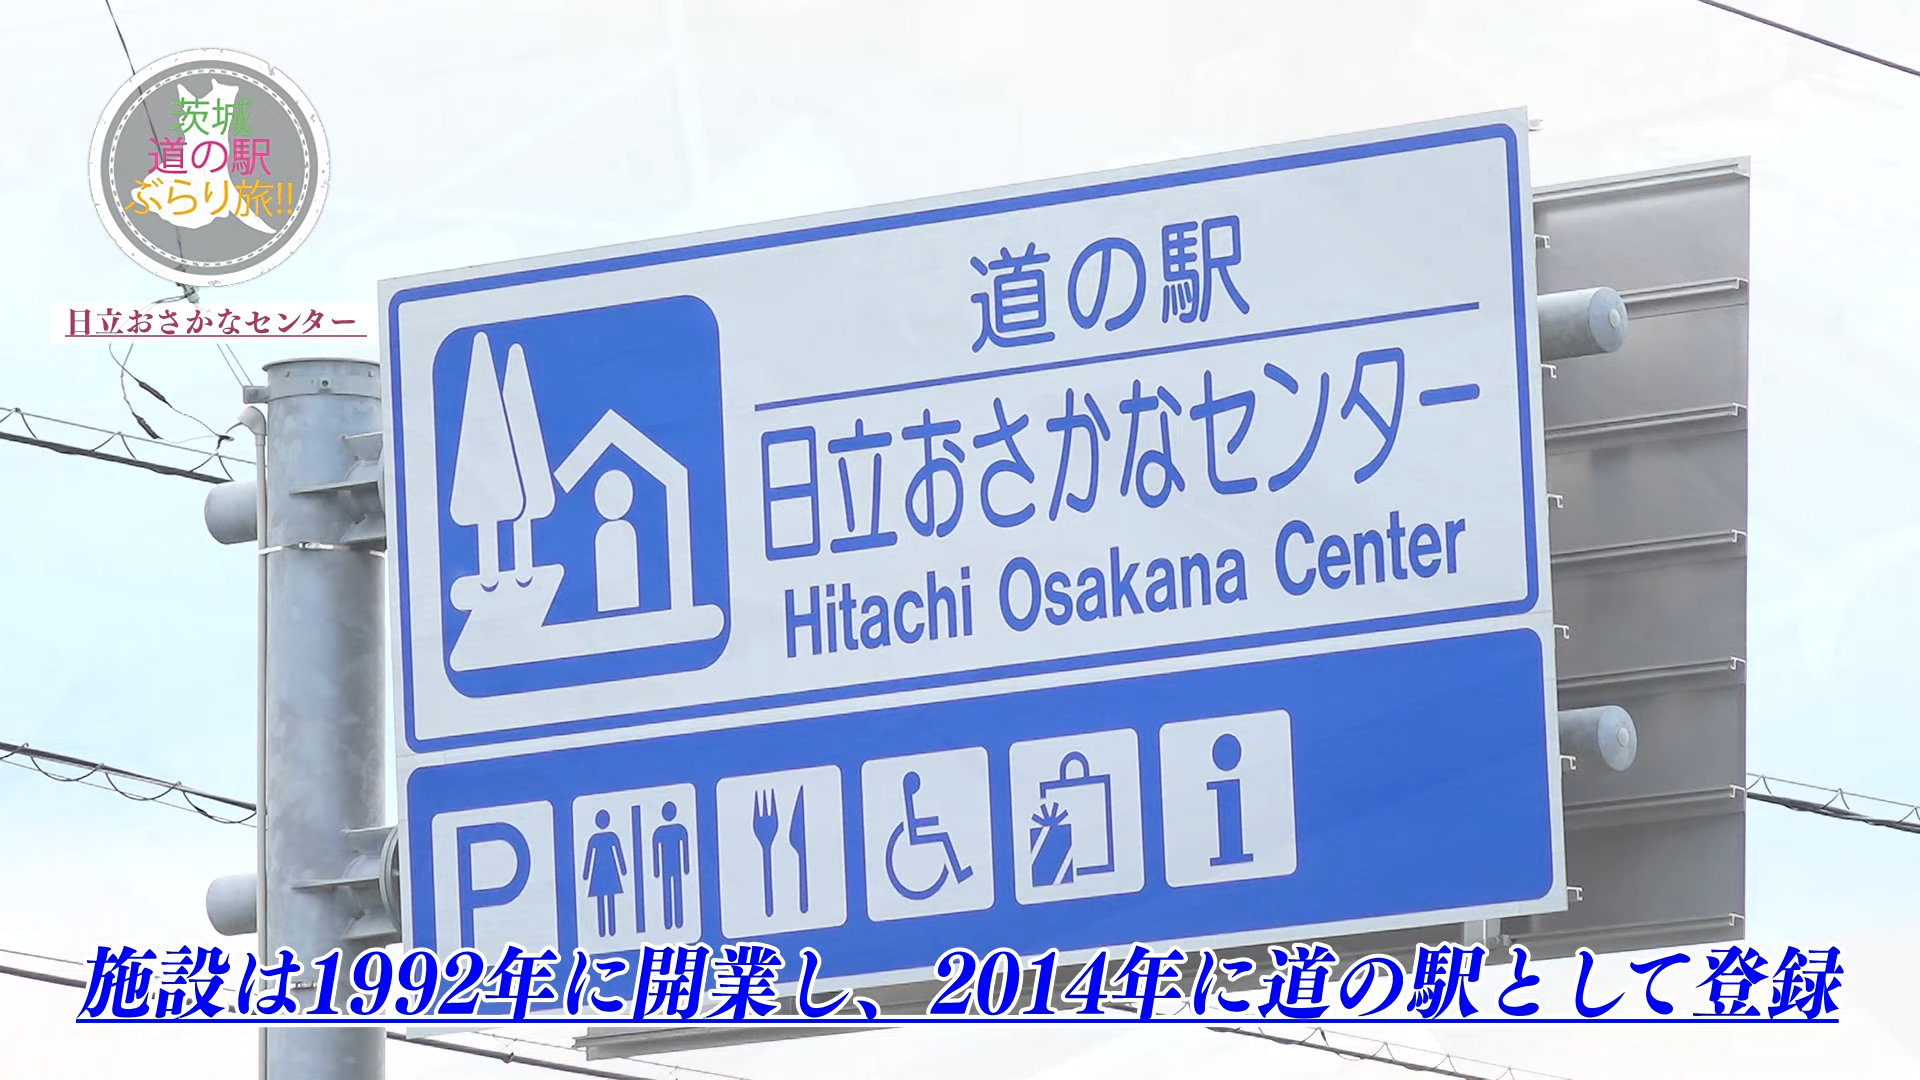 茨城
道の駅
ぶらり旅!!
日立おさかなセンター
道の駅
日立おさかなセンター
Hitachi Osakana Center
P
i
施設は1992年に開業し、2014年に道の駅として登録